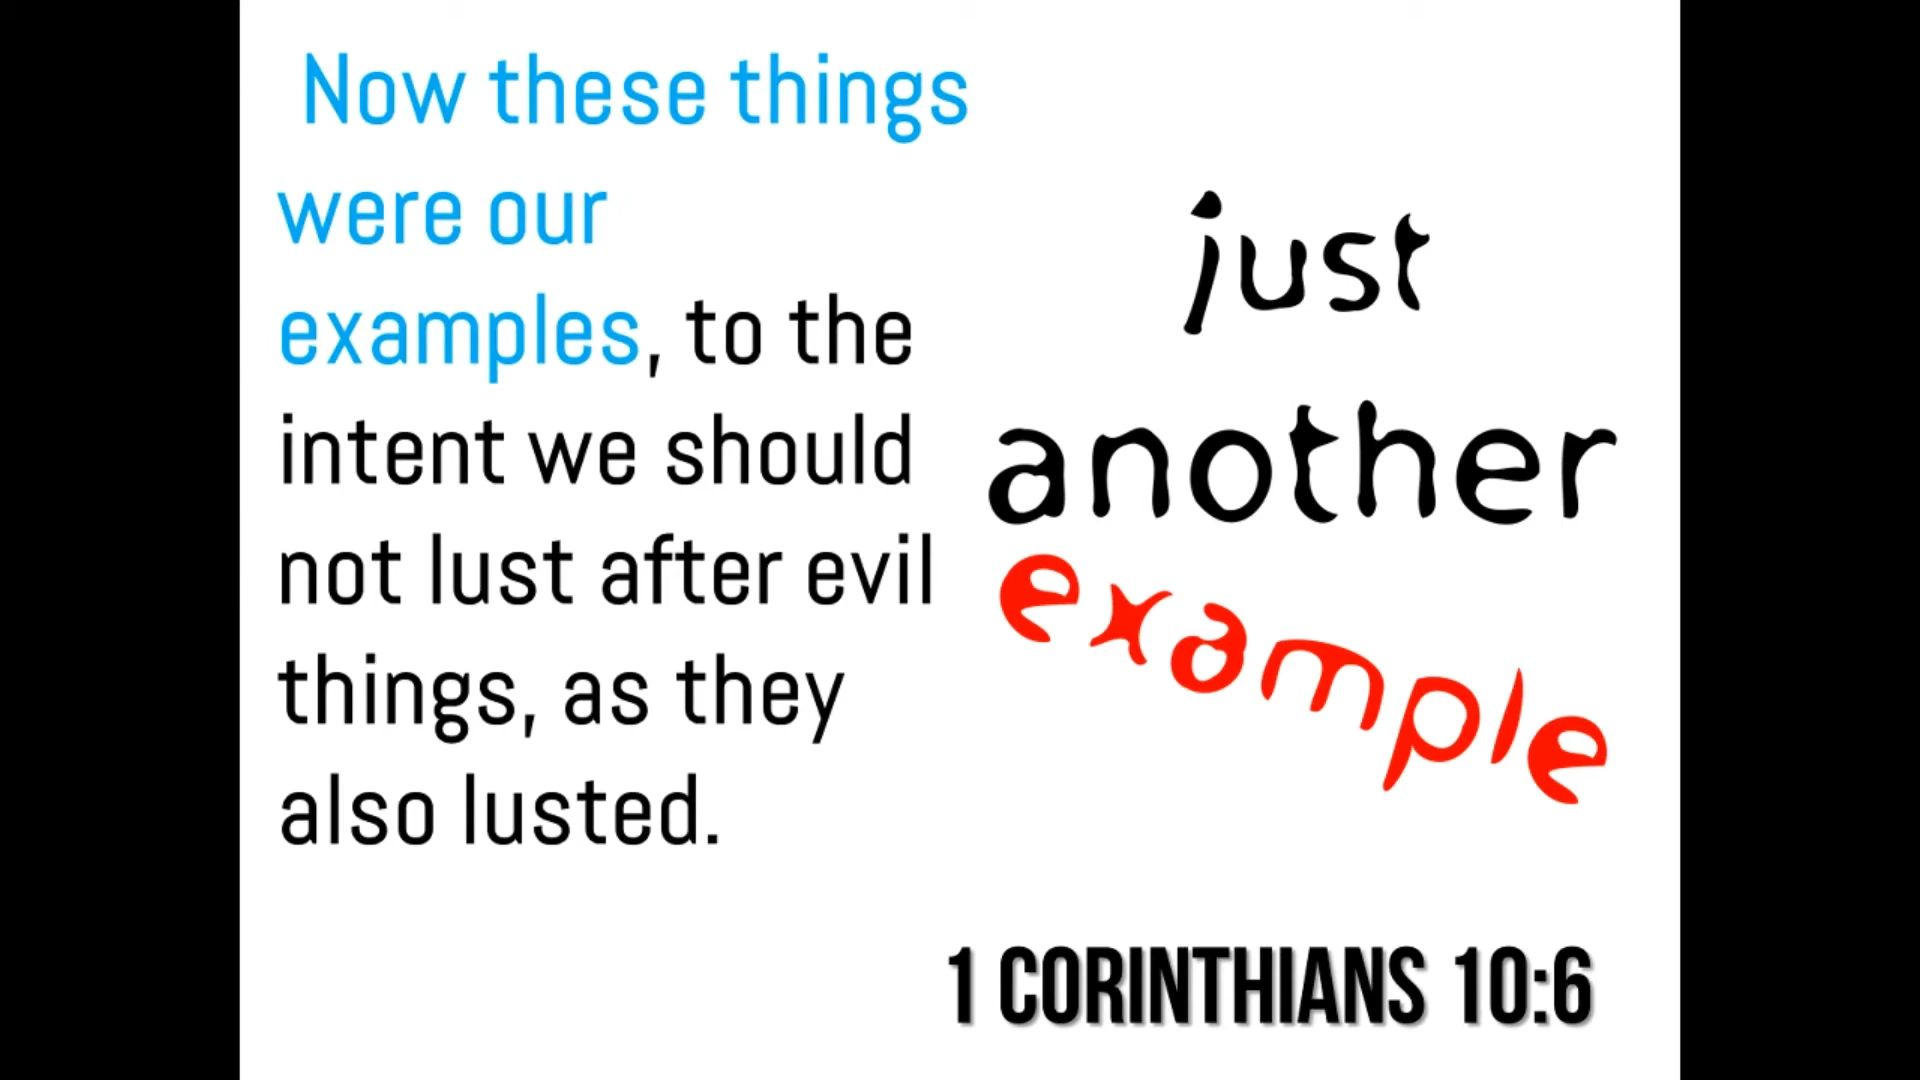 Now these things
were our
examples, to the
intent we should
not lust after evil
things, as they
also lusted.
just
another
example
1 CORINTHIANS 10:6